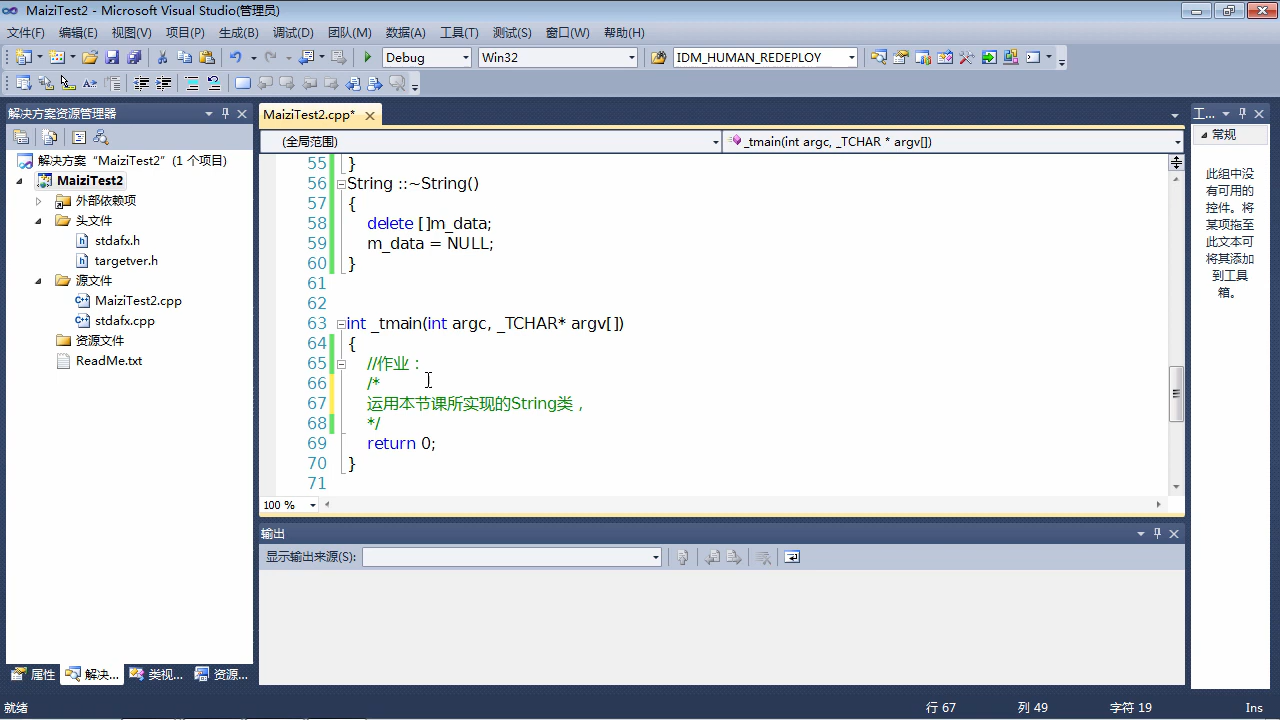 MaiziTest2 - Microsoft Visual Studio(管理员)
文件(F) 编辑(E) 视图(V) 项目(P) 生成(B) 调试(D) 团队(M) 数据(A) 工具(T) 测试(S) 窗口(W) 帮助(H)
Debug Win32 IDM_HUMAN_REDEPLOY
解决方案资源管理器
解决方案“MaiziTest2”(1 个项目)
MaiziTest2
外部依赖项
头文件
stdafx.h
targetver.h
源文件
MaiziTest2.cpp
stdafx.cpp
资源文件
ReadMe.txt
属性 解决... 类视... 资源...
MaiziTest2.cpp*
(全局范围) _tmain(int argc, _TCHAR * argv[])
55 }
56 String ::~String()
57 {
58 delete []m_data;
59 m_data = NULL;
60 }
61
62
63 int _tmain(int argc, _TCHAR* argv[])
64 {
65 //作业：
66 /*
67 运用本节课所实现的String类，
68 */
69 return 0;
70 }
71
100 %
输出
显示输出来源(S):
工...
常规
此组中没
有可用的
控件。将
某项拖至
此文本可
将其添加
到工具
箱。
就绪 行 67 列 49 字符 19 Ins